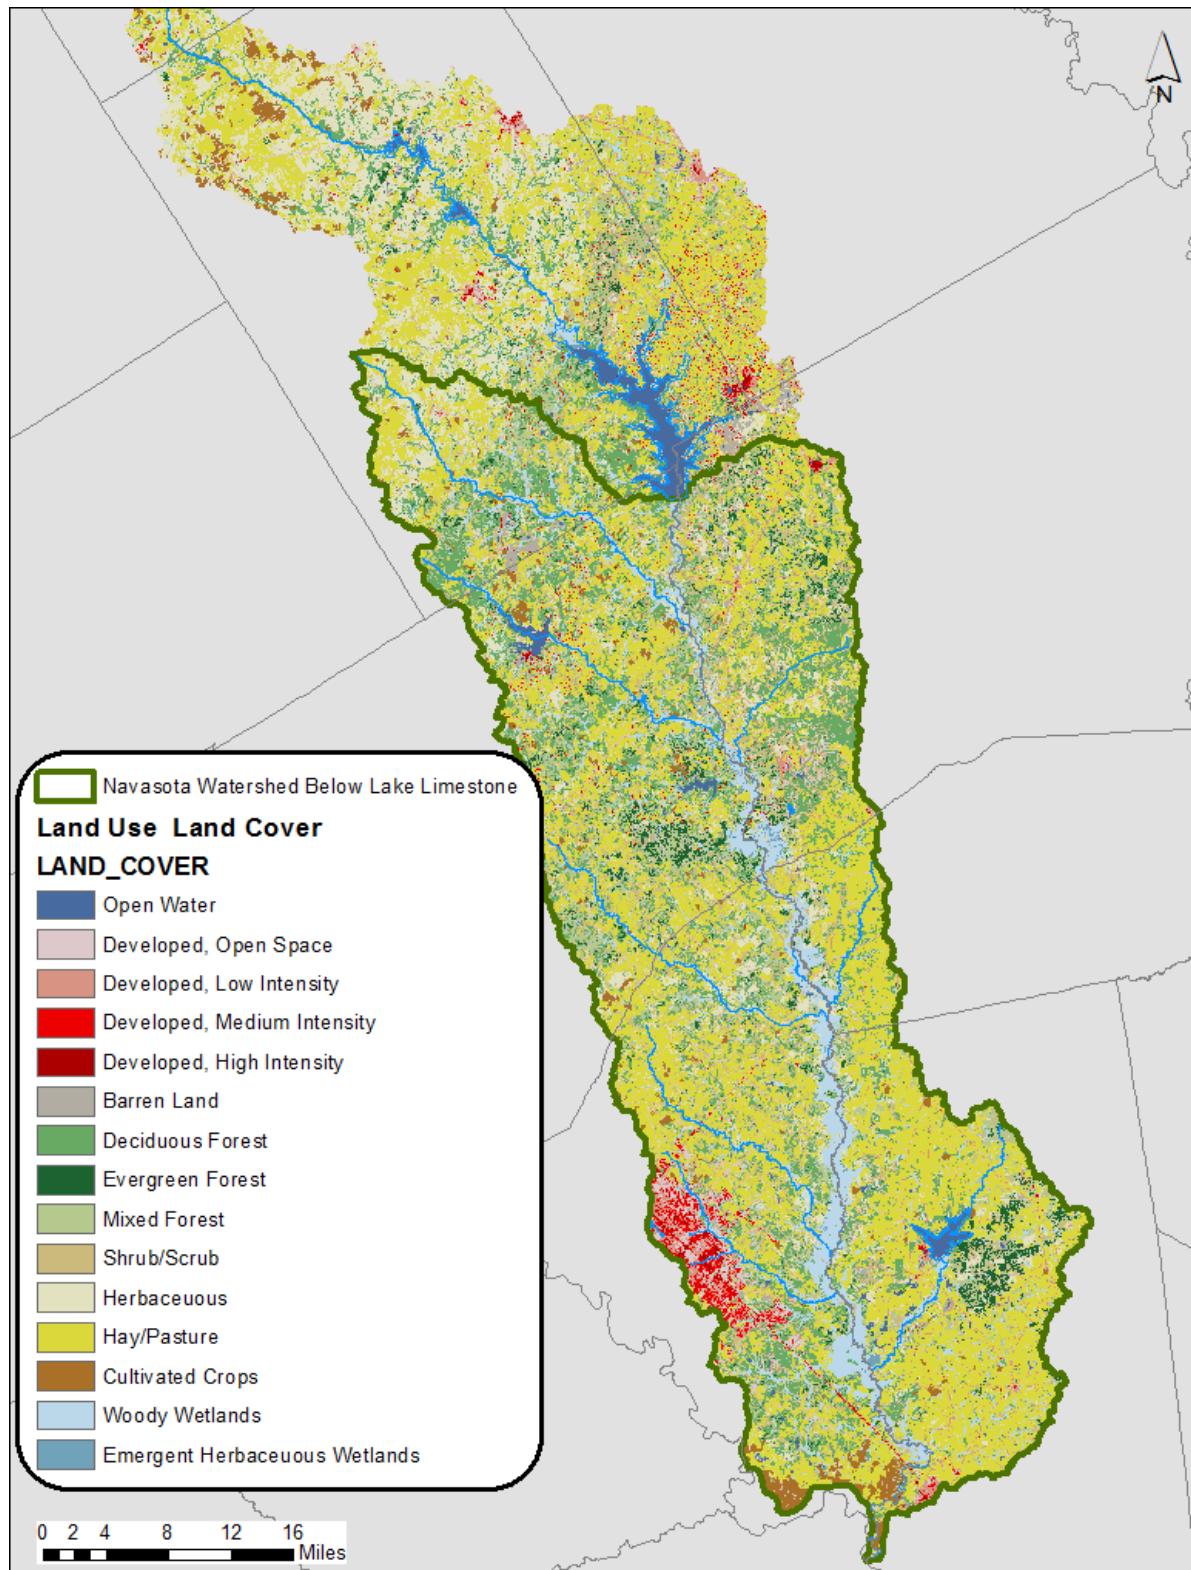 N
Navasota Watershed Below Lake Limestone
Land Use Land Cover
LAND_COVER
Open Water
Developed, Open Space
Developed, Low Intensity
Developed, Medium Intensity
Developed, High Intensity
Barren Land
Deciduous Forest
Evergreen Forest
Mixed Forest
Shrub/Scrub
Herbaceuous
Hay/Pasture
Cultivated Crops
Woody Wetlands
Emergent Herbaceuous Wetlands
0 2 4 8 12 16
Miles